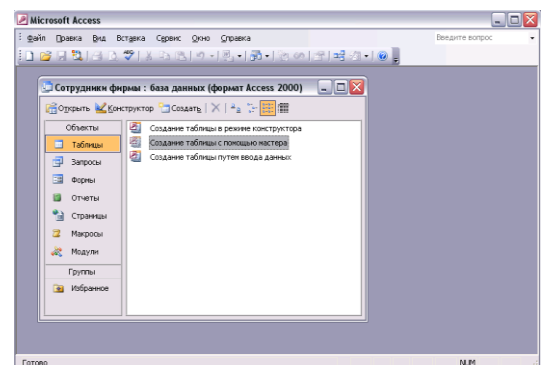 Microsoft Access
Файл Правка Вид Вставка Сервис Окно Справка Введите вопрос
Сотрудники фирмы : база данных (формат Access 2000)
Открыть Конструктор Создать
Объекты
Таблицы
Запросы
Формы
Отчеты
Страницы
Макросы
Модули
Группы
Избранное
Создание таблицы в режиме конструктора
Создание таблицы с помощью мастера
Создание таблицы путем ввода данных
Готово NUM